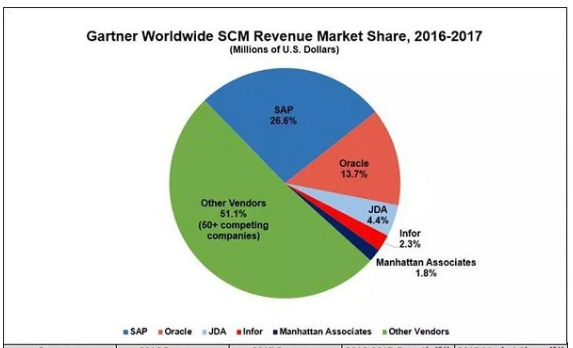 Gartner Worldwide SCM Revenue Market Share, 2016-2017
(Millions of U.S. Dollars)
SAP
26.6%
Oracle
13.7%
JDA
4.4%
Infor
2.3%
Manhattan Associates
1.8%
Other Vendors
51.1%
(50+ competing
companies)
SAP Oracle JDA Infor Manhattan Associates Other Vendors